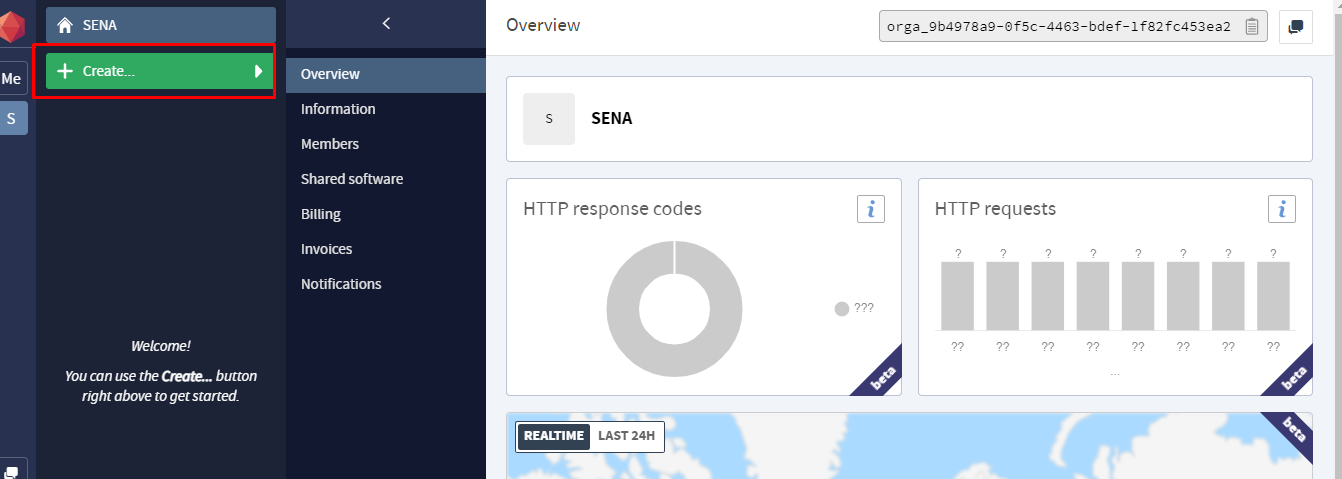 SENA
Create...
Me
S
Welcome!
You can use the Create... button
right above to get started.
Overview
Information
Members
Shared software
Billing
Invoices
Notifications
Overview
orga_9b4978a9-0f5c-4463-bdef-1f82fc453ea2
S
SENA
HTTP response codes
i
???
beta
HTTP requests
i
? ? ? ? ? ? ? ?
?? ?? ?? ?? ?? ?? ?? ??
...
beta
REALTIME LAST 24H
beta